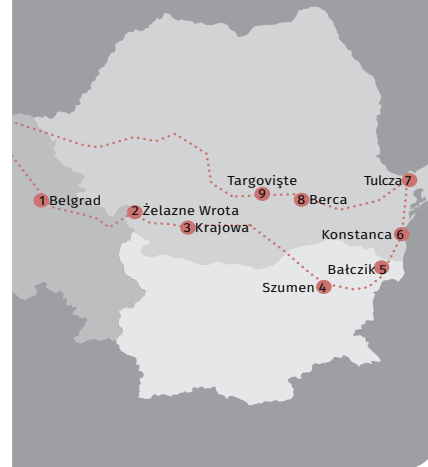 Targovişte
9
8 Berca
Tulcza 7
1 Belgrad
2 Żelazne Wrota
3 Krajowa
Konstanca 6
Bałczik 5
Szumen 4